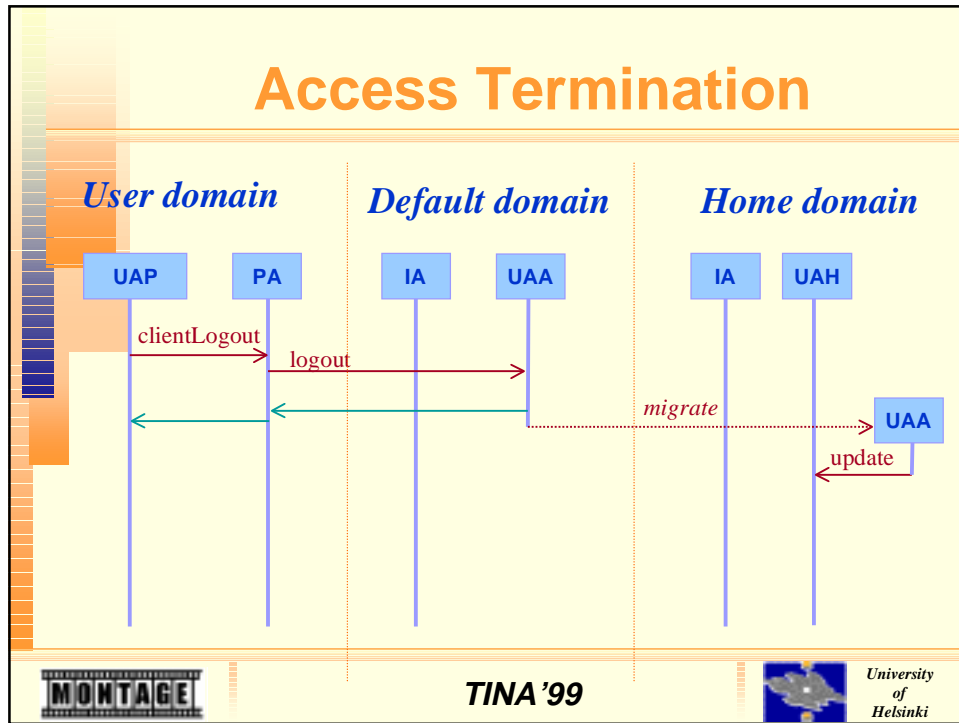 Access Termination
User domain
Default domain
Home domain
UAP
PA
IA
UAA
IA
UAH
clientLogout
logout
migrate
UAA
update
MONTAGE
TINA’99
University
of
Helsinki